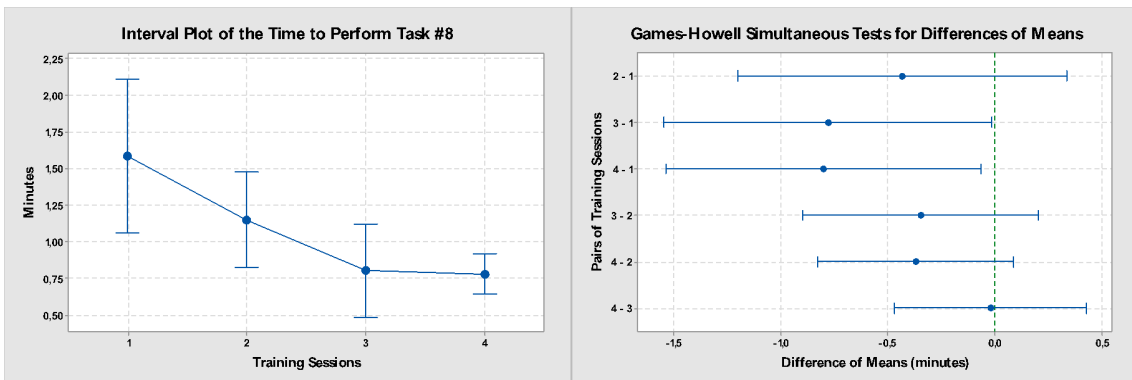 Interval Plot of the Time to Perform Task #8
Minutes
2,25
2,00
1,75
1,50
1,25
1,00
0,75
0,50
1 2 3 4
Training Sessions
Games-Howell Simultaneous Tests for Differences of Means
Pairs of Training Sessions
2 - 1
3 - 1
4 - 1
3 - 2
4 - 2
4 - 3
-1,5 -1,0 -0,5 0,0 0,5
Difference of Means (minutes)